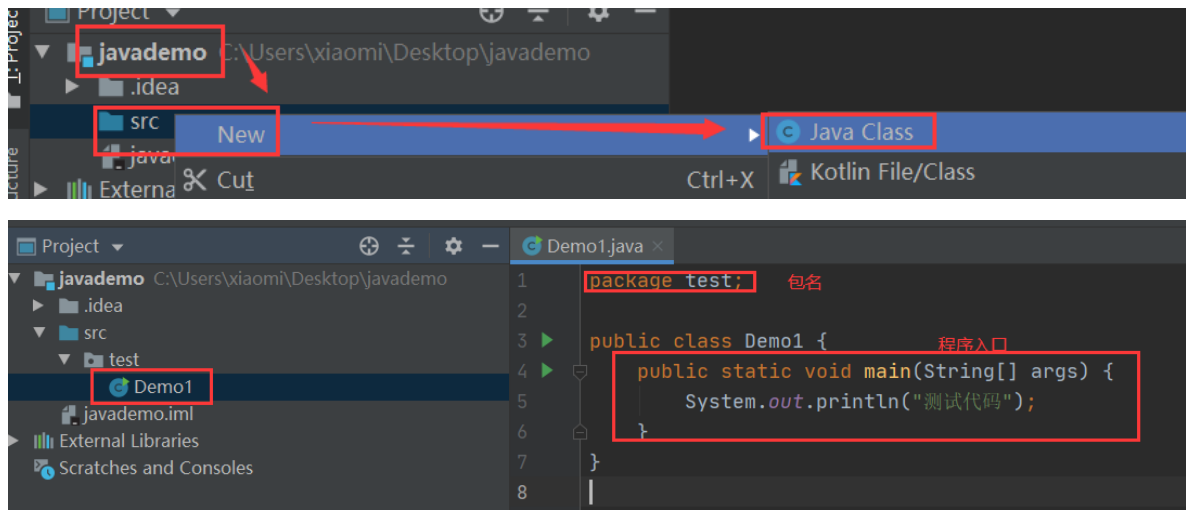 Project
1: Project
javademo C:\Users\xiaomi\Desktop\javademo
.idea
src
New
Java Class
java
Externa
Cut
Ctrl+X
Kotlin File/Class
Project
Demo1.java
javademo C:\Users\xiaomi\Desktop\javademo
.idea
src
test
Demo1
javademo.iml
External Libraries
Scratches and Consoles
1 package test; 包名
2
3 public class Demo1 { 程序入口
4 public static void main(String[] args) {
5 System.out.println("测试代码");
6 }
7 }
8